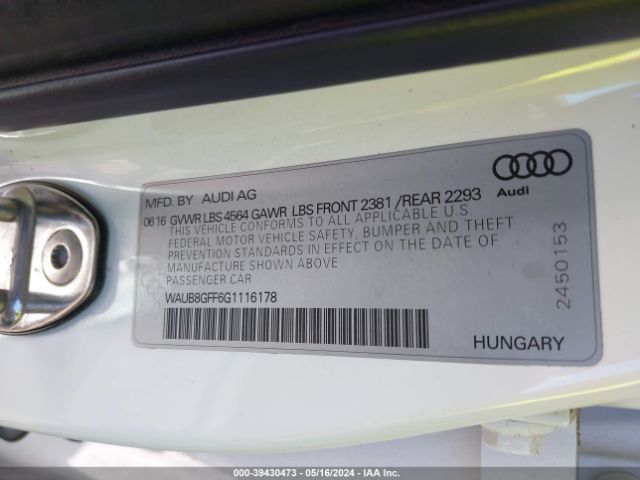 MFD. BY AUDI AG
06 16 GVWR LBS 4564 GAWR LBS FRONT 2381 /REAR 2293
THIS VEHICLE CONFORMS TO ALL APPLICABLE U.S.
FEDERAL MOTOR VEHICLE SAFETY, BUMPER AND THEFT
PREVENTION STANDARDS IN EFFECT ON THE DATE OF
MANUFACTURE SHOWN ABOVE
PASSENGER CAR
WAUB8GFF6G1116178
Audi
2450153
HUNGARY
000-39430473 - 05/16/2024 - IAA Inc.